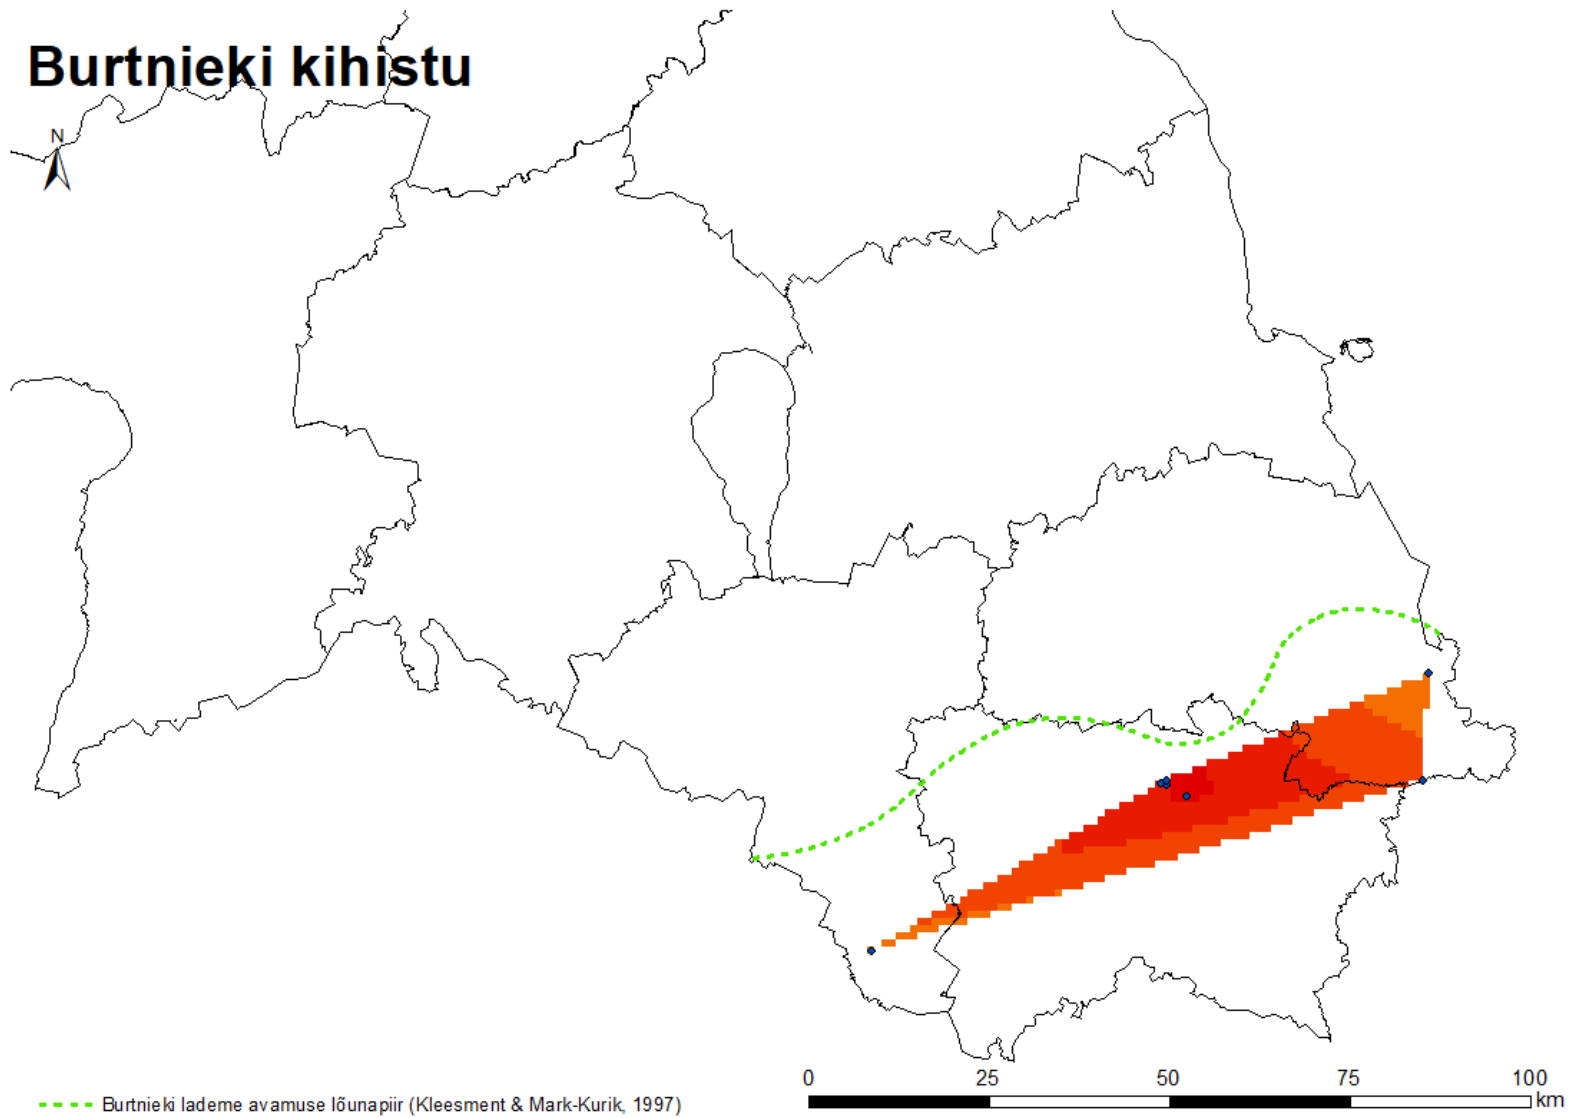 Burtnieki kihistu
N
0 25 50 75 100
km
Burtnieki lademe avamuse lõunapiir (Kleesment & Mark-Kurik, 1997)